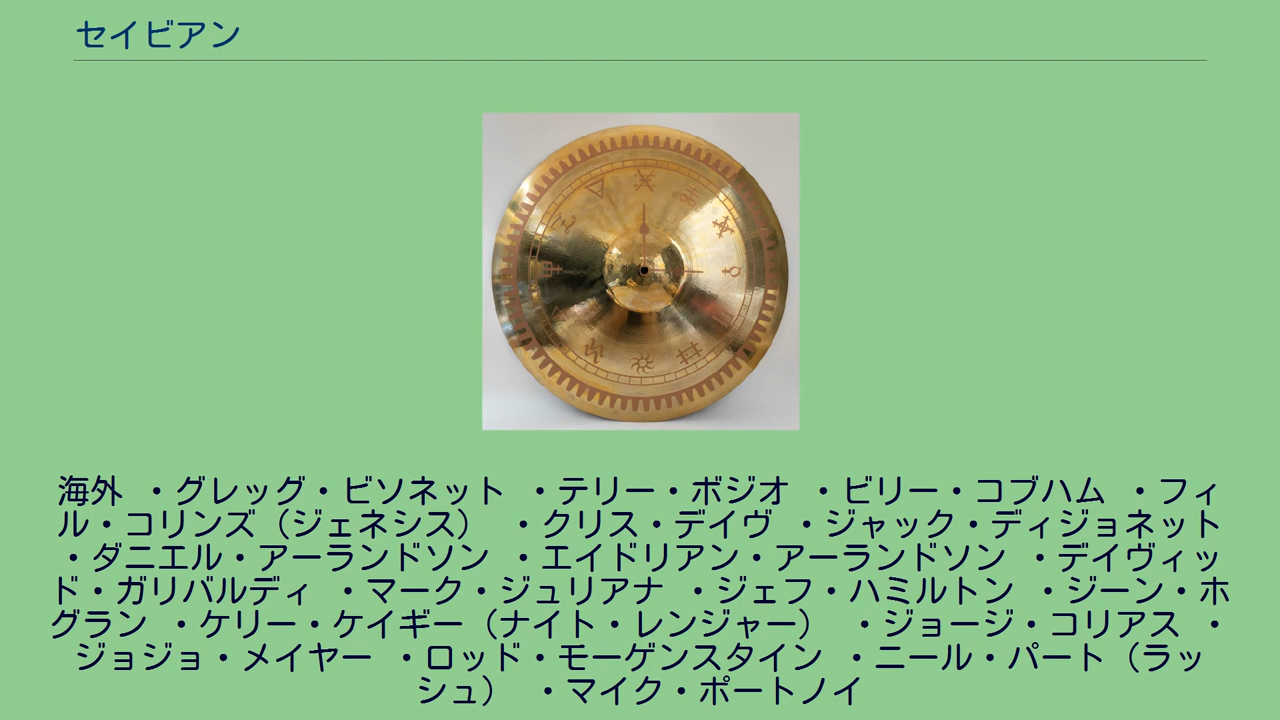 セイビアン
海外 ・グレッグ・ビソネット ・テリー・ボジオ ・ビリー・コブハム ・フィ
ル・コリンズ（ジェネシス） ・クリス・デイヴ ・ジャック・ディジョネット
・ダニエル・アーランドソン ・エイドリアン・アーランドソン ・デイヴィッ
ド・ガリバルディ ・マーク・ジュリアナ ・ジェフ・ハミルトン ・ジーン・ホ
グラン ・ケリー・ケイギー（ナイト・レンジャー） ・ジョージ・コリアス ・
ジョジョ・メイヤー ・ロッド・モーゲンスタイン ・ニール・パート（ラッ
シュ） ・マイク・ポートノイ